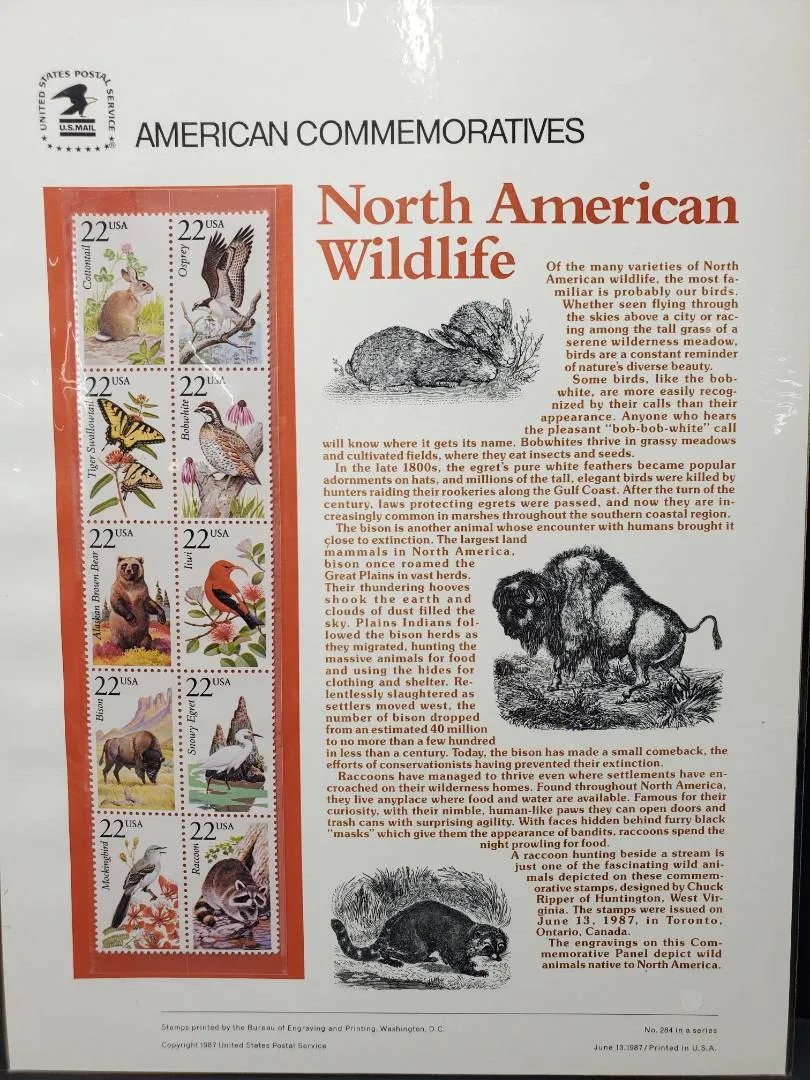 UNITED STATES POSTAL SERVICE
U.S.MAIL
AMERICAN COMMEMORATIVES
22 USA
Cottontail
22 USA
Osprey
22 USA
Tiger Swallowtail
22 USA
Bobwhite
22 USA
Alaskan Brown Bear
22 USA
Iiwi
22 USA
Bison
22 USA
Snowy Egret
22 USA
Mockingbird
22 USA
Raccoon
North American
Wildlife
Of the many varieties of North
American wildlife, the most fa-
miliar is probably our birds.
Whether seen flying through
the skies above a city or rac-
ing among the tall grass of a
serene wilderness meadow,
birds are a constant reminder
of nature's diverse beauty.
Some birds, like the bob-
white, are more easily recog-
nized by their calls than their
appearance. Anyone who hears
the pleasant "bob-bob-white" call
will know where it gets its name. Bobwhites thrive in grassy meadows
and cultivated fields, where they eat insects and seeds.
In the late 1800s, the egret's pure white feathers became popular
adornments on hats, and millions of the tall, elegant birds were killed by
hunters raiding their rookeries along the Gulf Coast. After the turn of the
century, laws protecting egrets were passed, and now they are in-
creasingly common in marshes throughout the southern coastal region.
The bison is another animal whose encounter with humans brought it
close to extinction. The largest land
mammals in North America,
bison once roamed the
Great Plains in vast herds.
Their thundering hooves
shook the earth and
clouds of dust filled the
sky. Plains Indians fol-
lowed the bison herds as
they migrated, hunting the
massive animals for food
and using the hides for
clothing and shelter. Re-
lentlessly slaughtered as
settlers moved west, the
number of bison dropped
from an estimated 40 million
to no more than a few hundred
in less than a century. Today, the bison has made a small comeback, the
efforts of conservationists having prevented their extinction.
Raccoons have managed to thrive even where settlements have en-
croached on their wilderness homes. Found throughout North America,
they live anyplace where food and water are available. Famous for their
curiosity, with their nimble, human-like paws they can open doors and
trash cans with surprising agility. With faces hidden behind furry black
"masks" which give them the appearance of bandits, raccoons spend the
night prowling for food.
A raccoon hunting beside a stream is
just one of the fascinating wild ani-
mals depicted on these commem-
orative stamps, designed by Chuck
Ripper of Huntington, West Vir-
ginia. The stamps were issued on
June 13, 1987, in Toronto,
Ontario, Canada.
The engravings on this Com-
memorative Panel depict wild
animals native to North America.
Stamps printed by the Bureau of Engraving and Printing, Washington, D.C.
Copyright 1987 United States Postal Service
No. 284 in a series
June 13, 1987/Printed in U.S.A.